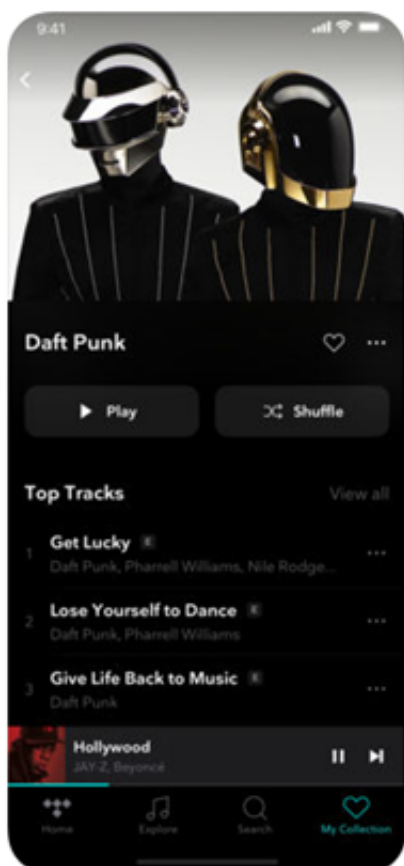 9:41
Daft Punk
Play
Shuffle
Top Tracks
View all
1
Get Lucky E
Daft Punk, Pharrell Williams, Nile Rodge...
2
Lose Yourself to Dance E
Daft Punk, Pharrell Williams
3
Give Life Back to Music E
Daft Punk
Hollywood
JAY-Z, Beyoncé
Home
Explore
Search
My Collection